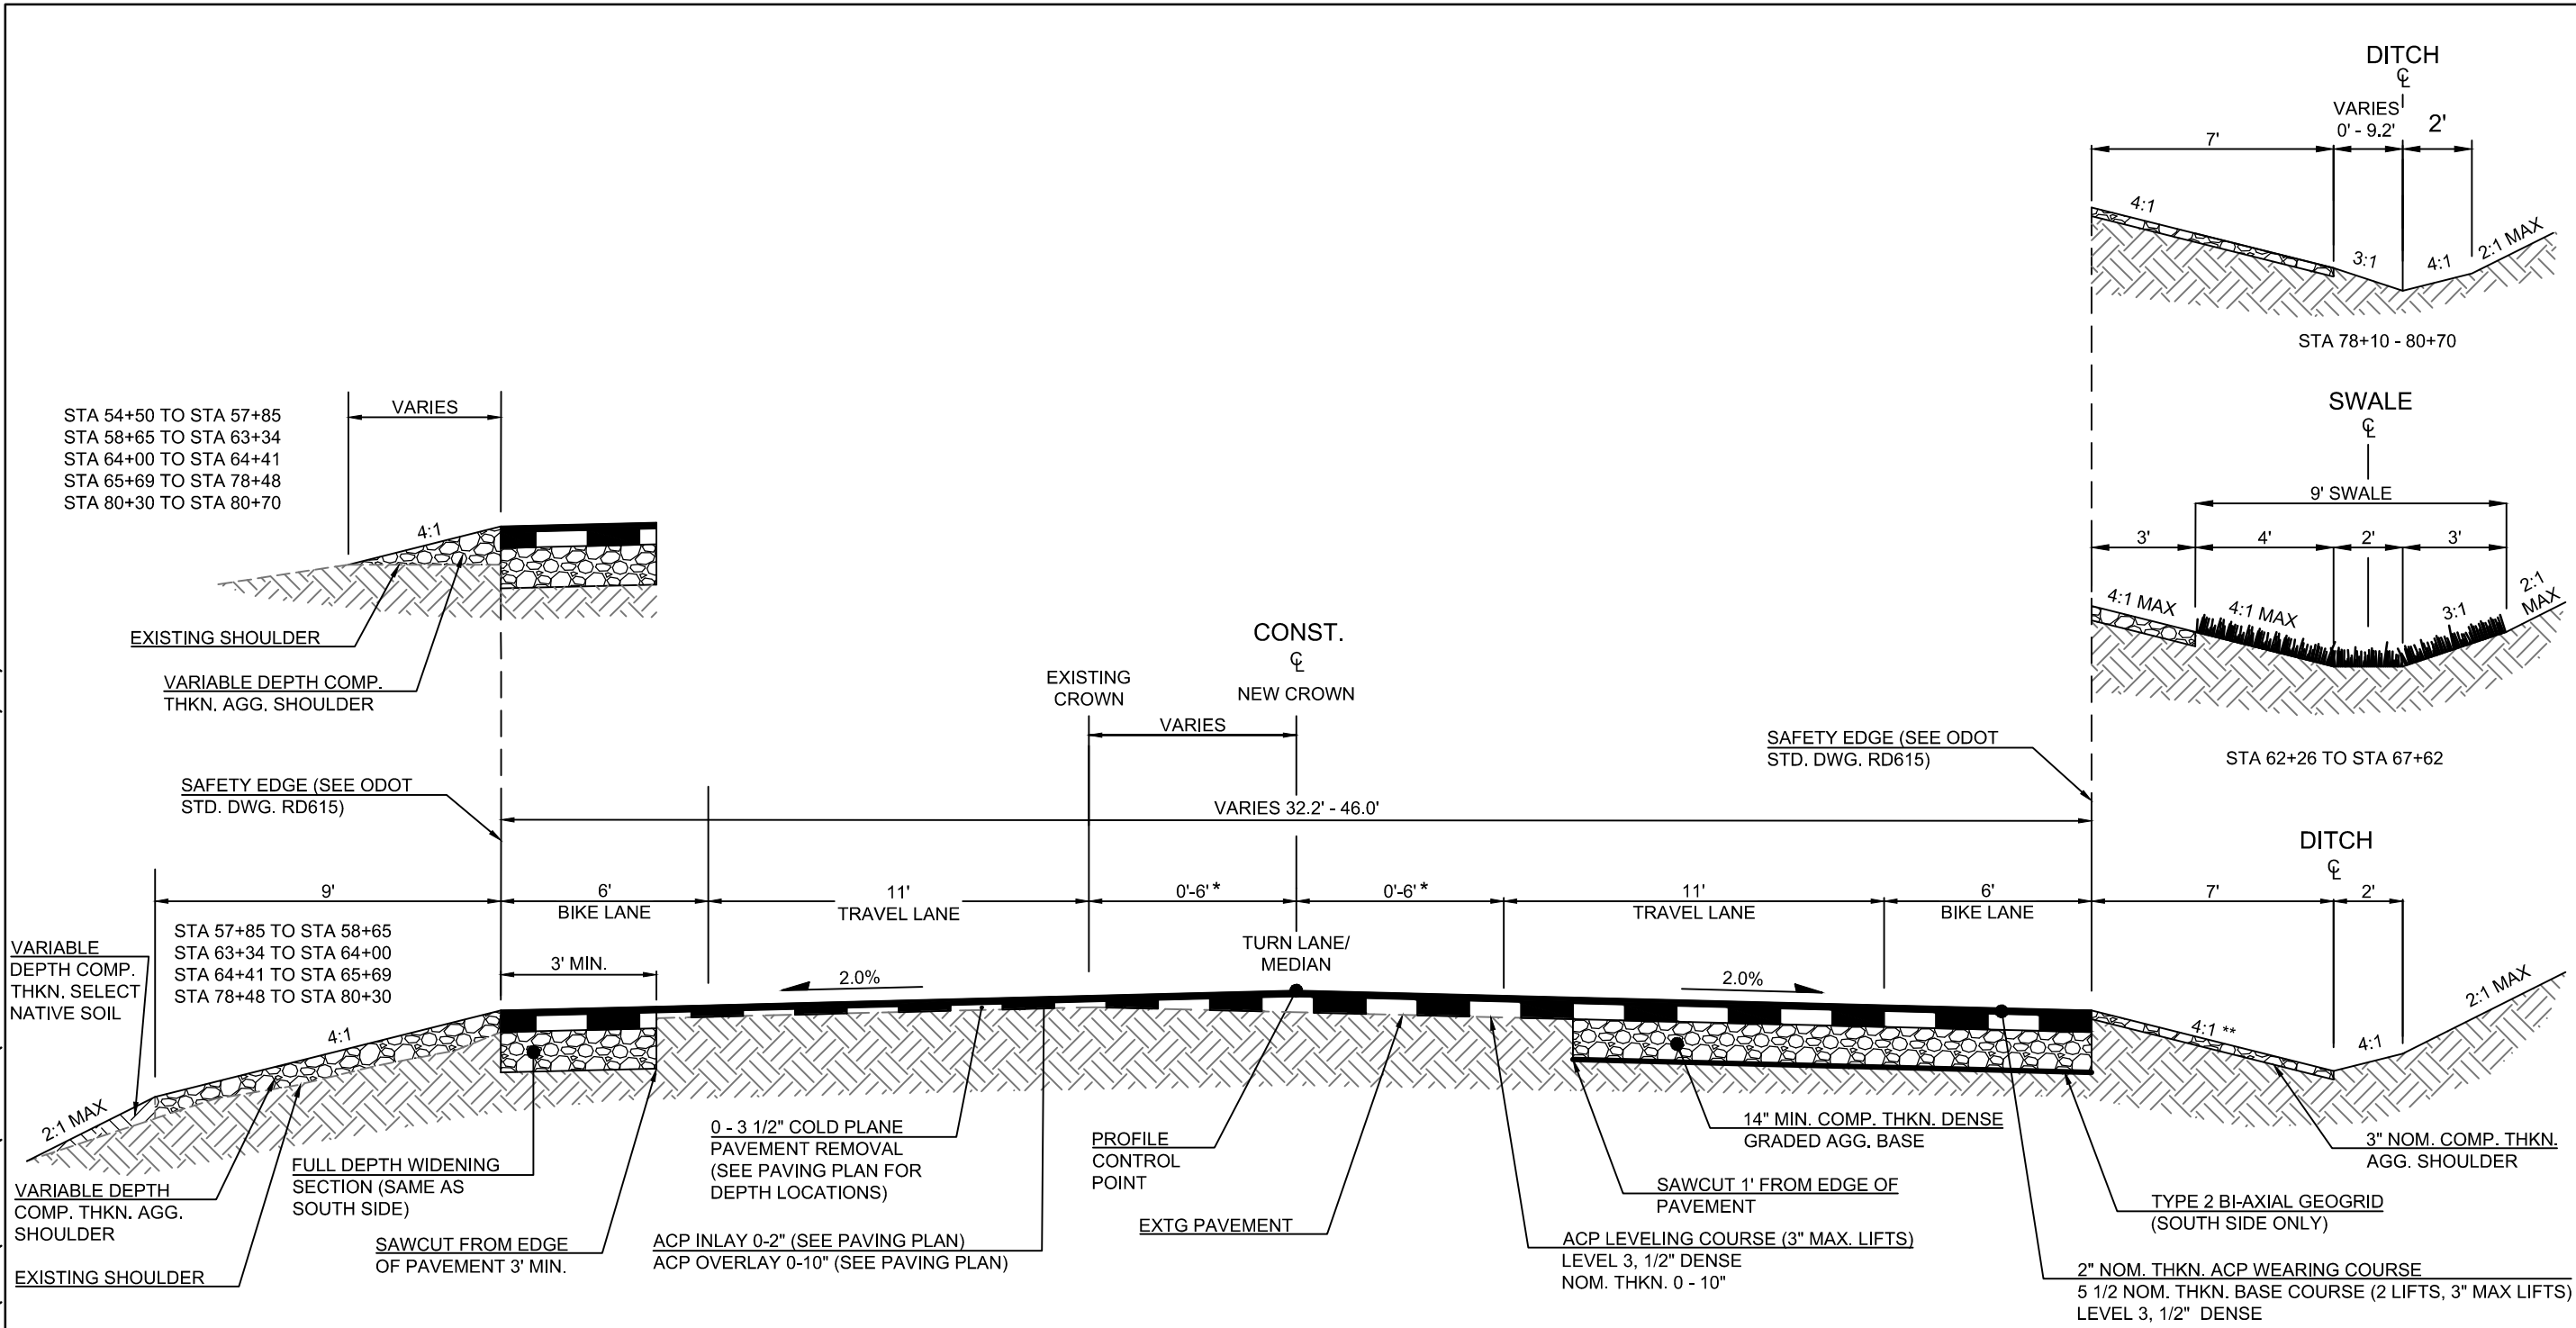 DITCH
℄
VARIES
0' - 9.2'
2'
7'
4:1
3:1
4:1
2:1 MAX
STA 78+10 - 80+70
STA 54+50 TO STA 57+85
STA 58+65 TO STA 63+34
STA 64+00 TO STA 64+41
STA 65+69 TO STA 78+48
STA 80+30 TO STA 80+70
VARIES
4:1
EXISTING SHOULDER
VARIABLE DEPTH COMP.
THKN. AGG. SHOULDER
SWALE
℄
9' SWALE
3'
4'
2'
3'
4:1 MAX
4:1 MAX
3:1
2:1
MAX
STA 62+26 TO STA 67+62
CONST.
℄
NEW CROWN
EXISTING
CROWN
VARIES
SAFETY EDGE (SEE ODOT
STD. DWG. RD615)
SAFETY EDGE (SEE ODOT
STD. DWG. RD615)
VARIES 32.2' - 46.0'
DITCH
℄
9'
6'
BIKE LANE
11'
TRAVEL LANE
0'-6' *
0'-6' *
11'
TRAVEL LANE
6'
BIKE LANE
7'
2'
STA 57+85 TO STA 58+65
STA 63+34 TO STA 64+00
STA 64+41 TO STA 65+69
STA 78+48 TO STA 80+30
VARIABLE
DEPTH COMP.
THKN. SELECT
NATIVE SOIL
3' MIN.
2.0%
TURN LANE/
MEDIAN
2.0%
4:1
2:1 MAX
4:1 **
4:1
2:1 MAX
VARIABLE DEPTH
COMP. THKN. AGG.
SHOULDER
EXISTING SHOULDER
FULL DEPTH WIDENING
SECTION (SAME AS
SOUTH SIDE)
SAWCUT FROM EDGE
OF PAVEMENT 3' MIN.
0 - 3 1/2" COLD PLANE
PAVEMENT REMOVAL
(SEE PAVING PLAN FOR
DEPTH LOCATIONS)
ACP INLAY 0-2" (SEE PAVING PLAN)
ACP OVERLAY 0-10" (SEE PAVING PLAN)
PROFILE
CONTROL
POINT
EXTG PAVEMENT
14" MIN. COMP. THKN. DENSE
GRADED AGG. BASE
SAWCUT 1' FROM EDGE OF
PAVEMENT
ACP LEVELING COURSE (3" MAX. LIFTS)
LEVEL 3, 1/2" DENSE
NOM. THKN. 0 - 10"
3" NOM. COMP. THKN.
AGG. SHOULDER
TYPE 2 BI-AXIAL GEOGRID
(SOUTH SIDE ONLY)
2" NOM. THKN. ACP WEARING COURSE
5 1/2 NOM. THKN. BASE COURSE (2 LIFTS, 3" MAX LIFTS)
LEVEL 3, 1/2" DENSE